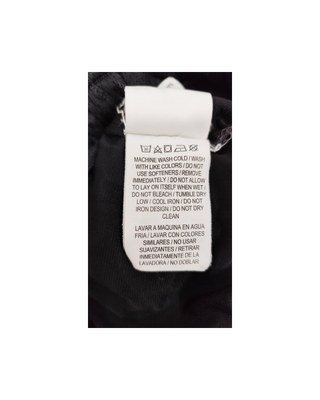 MACHINE WASH COLD / WASH
WITH LIKE COLORS / DO NOT
USE SOFTENERS / REMOVE
IMMEDIATELY / DO NOT ALLOW
TO LAY ON ITSELF WHEN WET /
DO NOT BLEACH / TUMBLE DRY
LOW / COOL IRON / DO NOT
IRON DESIGN / DO NOT DRY
CLEAN
LAVAR A MAQUINA EN AGUA
FRIA / LAVAR CON COLORES
SIMILARES / NO USAR
SUAVIZANTES / RETIRAR
INMEDIATAMENTE DE LA
LAVADORA / NO DOBLAR